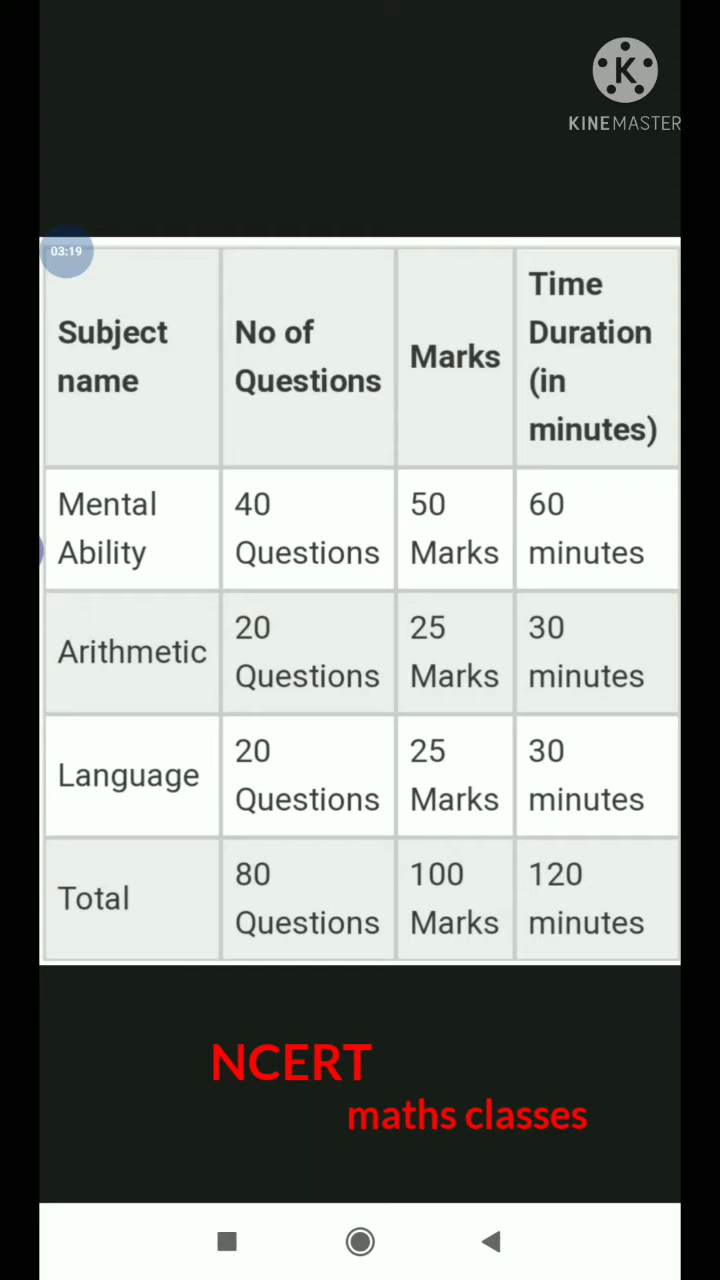 K
KINEMASTER
03:19
Subject name
No of Questions
Marks
Time Duration (in minutes)
Mental Ability
40 Questions
50 Marks
60 minutes
Arithmetic
20 Questions
25 Marks
30 minutes
Language
20 Questions
25 Marks
30 minutes
Total
80 Questions
100 Marks
120 minutes
NCERT
maths classes